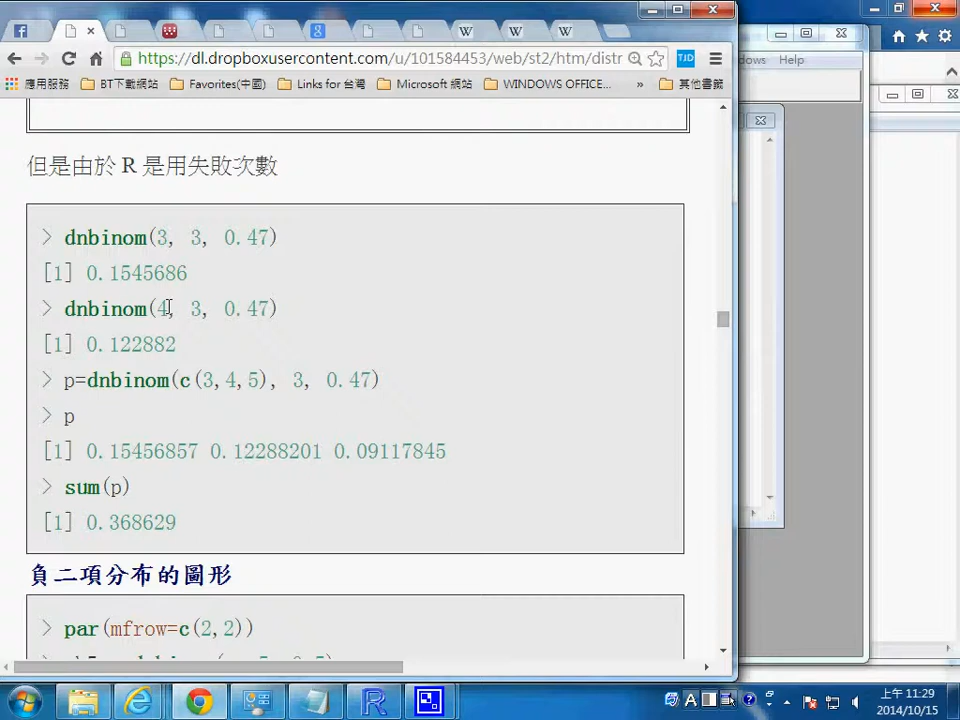 https://dl.dropboxusercontent.com/u/101584453/web/st2/htm/distr
應用服務
BT下載網站
Favorites(中國)
Links for 台灣
Microsoft 網站
WINDOWS OFFICE...
»
其他書籤
dows Help
但是由於 R 是用失敗次數
> dnbinom(3, 3, 0.47)
[1] 0.1545686
> dnbinom(4, 3, 0.47)
[1] 0.122882
> p=dnbinom(c(3,4,5), 3, 0.47)
> p
[1] 0.15456857 0.12288201 0.09117845
> sum(p)
[1] 0.368629
負二項分布的圖形
> par(mfrow=c(2,2))
上午 11:29
2014/10/15